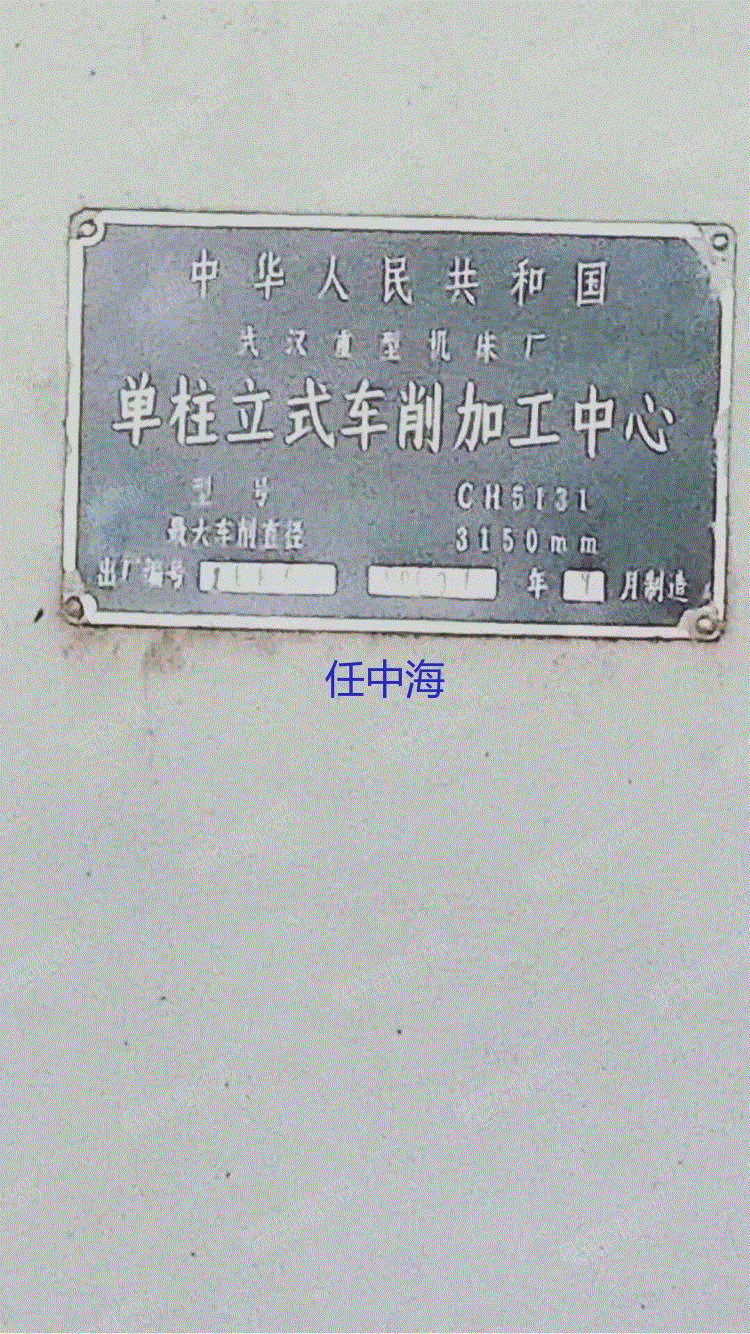 中华人民共和国
武汉重型机床厂
单柱立式车削加工中心
型号 CH5131
最大车削直径 3150mm
出厂编号 年 月制造
任中海